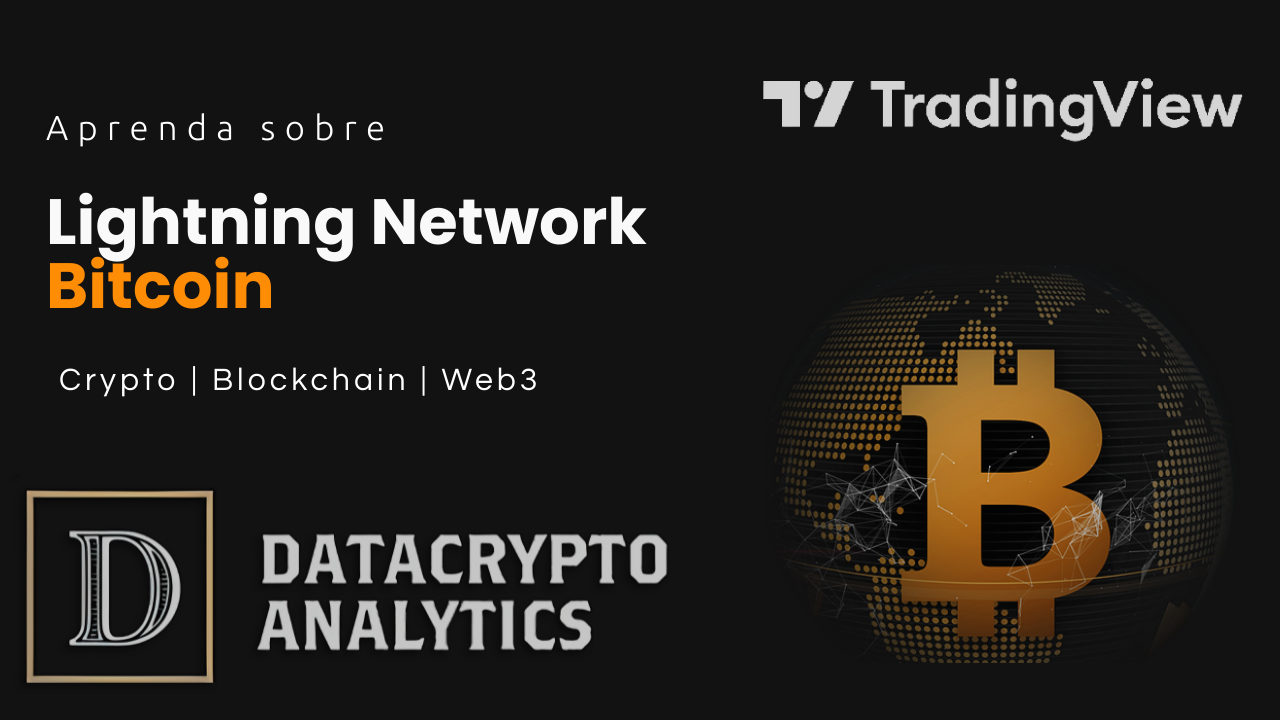 Aprenda sobre
Lightning Network
Bitcoin
Crypto | Blockchain | Web3
TradingView
D
DATACRYPTO
ANALYTICS